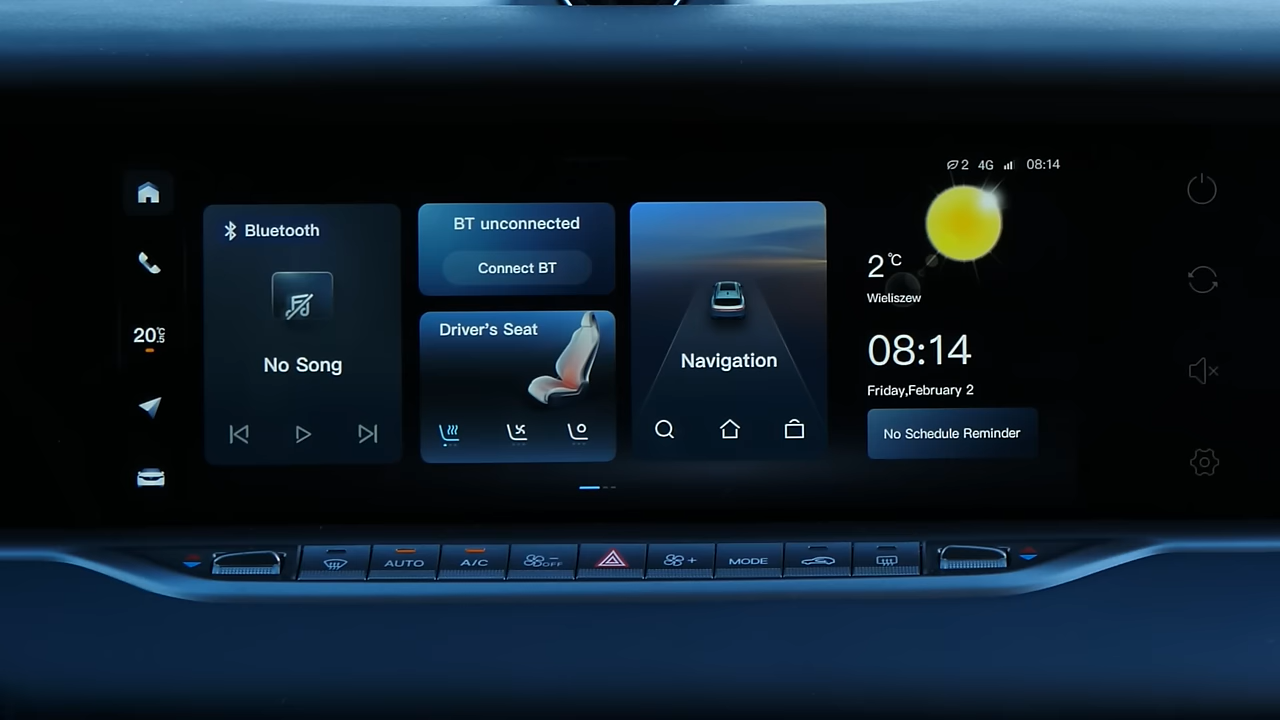 2 4G 08:14
Bluetooth
No Song
BT unconnected
Connect BT
Driver's Seat
Navigation
2℃
Wieliszew
08:14
Friday,February 2
No Schedule Reminder
20.5℃
AUTO
A/C
OFF
MODE